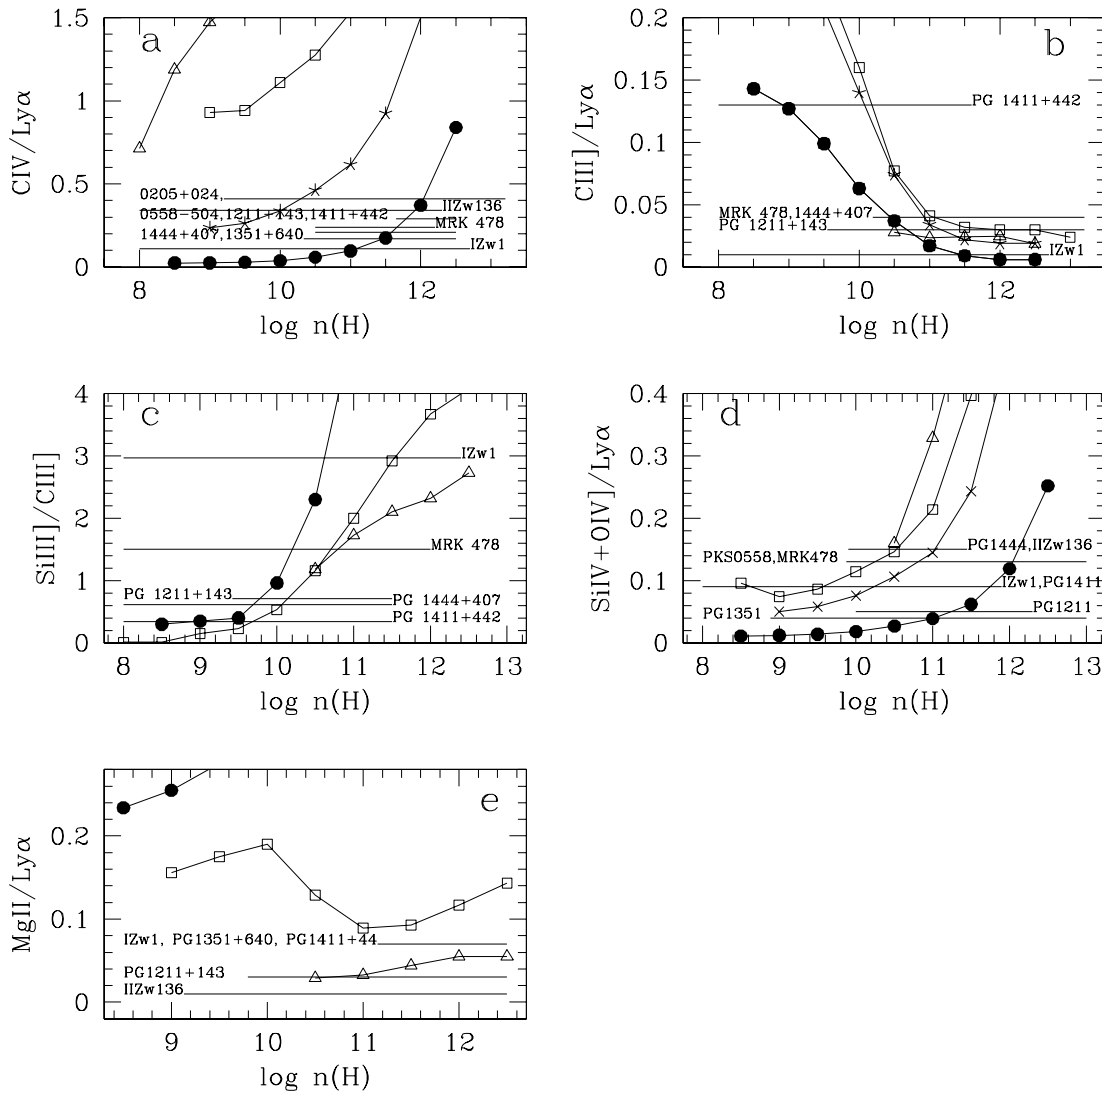 a
CIV/Lyα
1.5
1
0.5
0
0205+024,
IIZw136
0558-504,1211+143,1411+442
MRK 478
1444+407,1351+640
IZw1
8 10 12
log n(H)
b
CIII]/Lyα
0.2
0.15
0.1
0.05
0
PG 1411+442
MRK 478,1444+407
PG 1211+143
IZw1
8 10 12
log n(H)
c
SiIII]/CIII]
4
3
2
1
0
IZw1
MRK 478
PG 1211+143
PG 1444+407
PG 1411+442
8 9 10 11 12 13
log n(H)
d
SiIV+OIV]/Lyα
0.4
0.3
0.2
0.1
0
PG1444,IIZw136
PKS0558,MRK478
IZw1,PG1411
PG1351
PG1211
8 9 10 11 12 13
log n(H)
e
MgII/Lyα
0.2
0.1
0
IZw1, PG1351+640, PG1411+44
PG1211+143
IIZw136
9 10 11 12
log n(H)